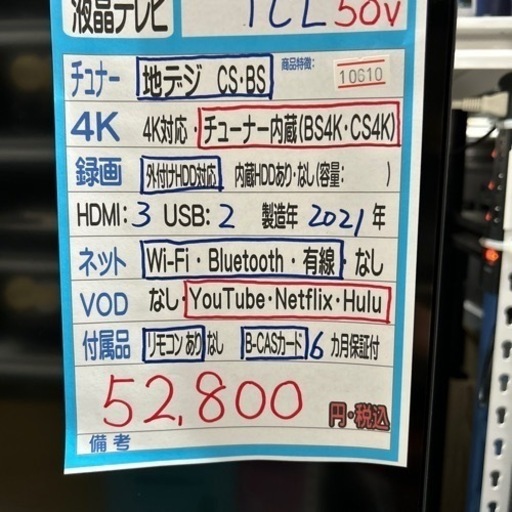 液晶テレビ TCL 50V
チュナー 地デジ CS・BS 商品特徴: 10610
4K 4K対応・チューナー内蔵(BS4K・CS4K)
録画 外付けHDD対応 内蔵HDDあり・なし(容量: )
HDMI: 3 USB: 2 製造年 2021 年
ネット Wi-Fi・Bluetooth・有線・なし
VOD なし・YouTube・Netflix・Hulu
付属品 リモコンあり なし B-CASカード 6 カ月保証付
52,800 円・税込
備考